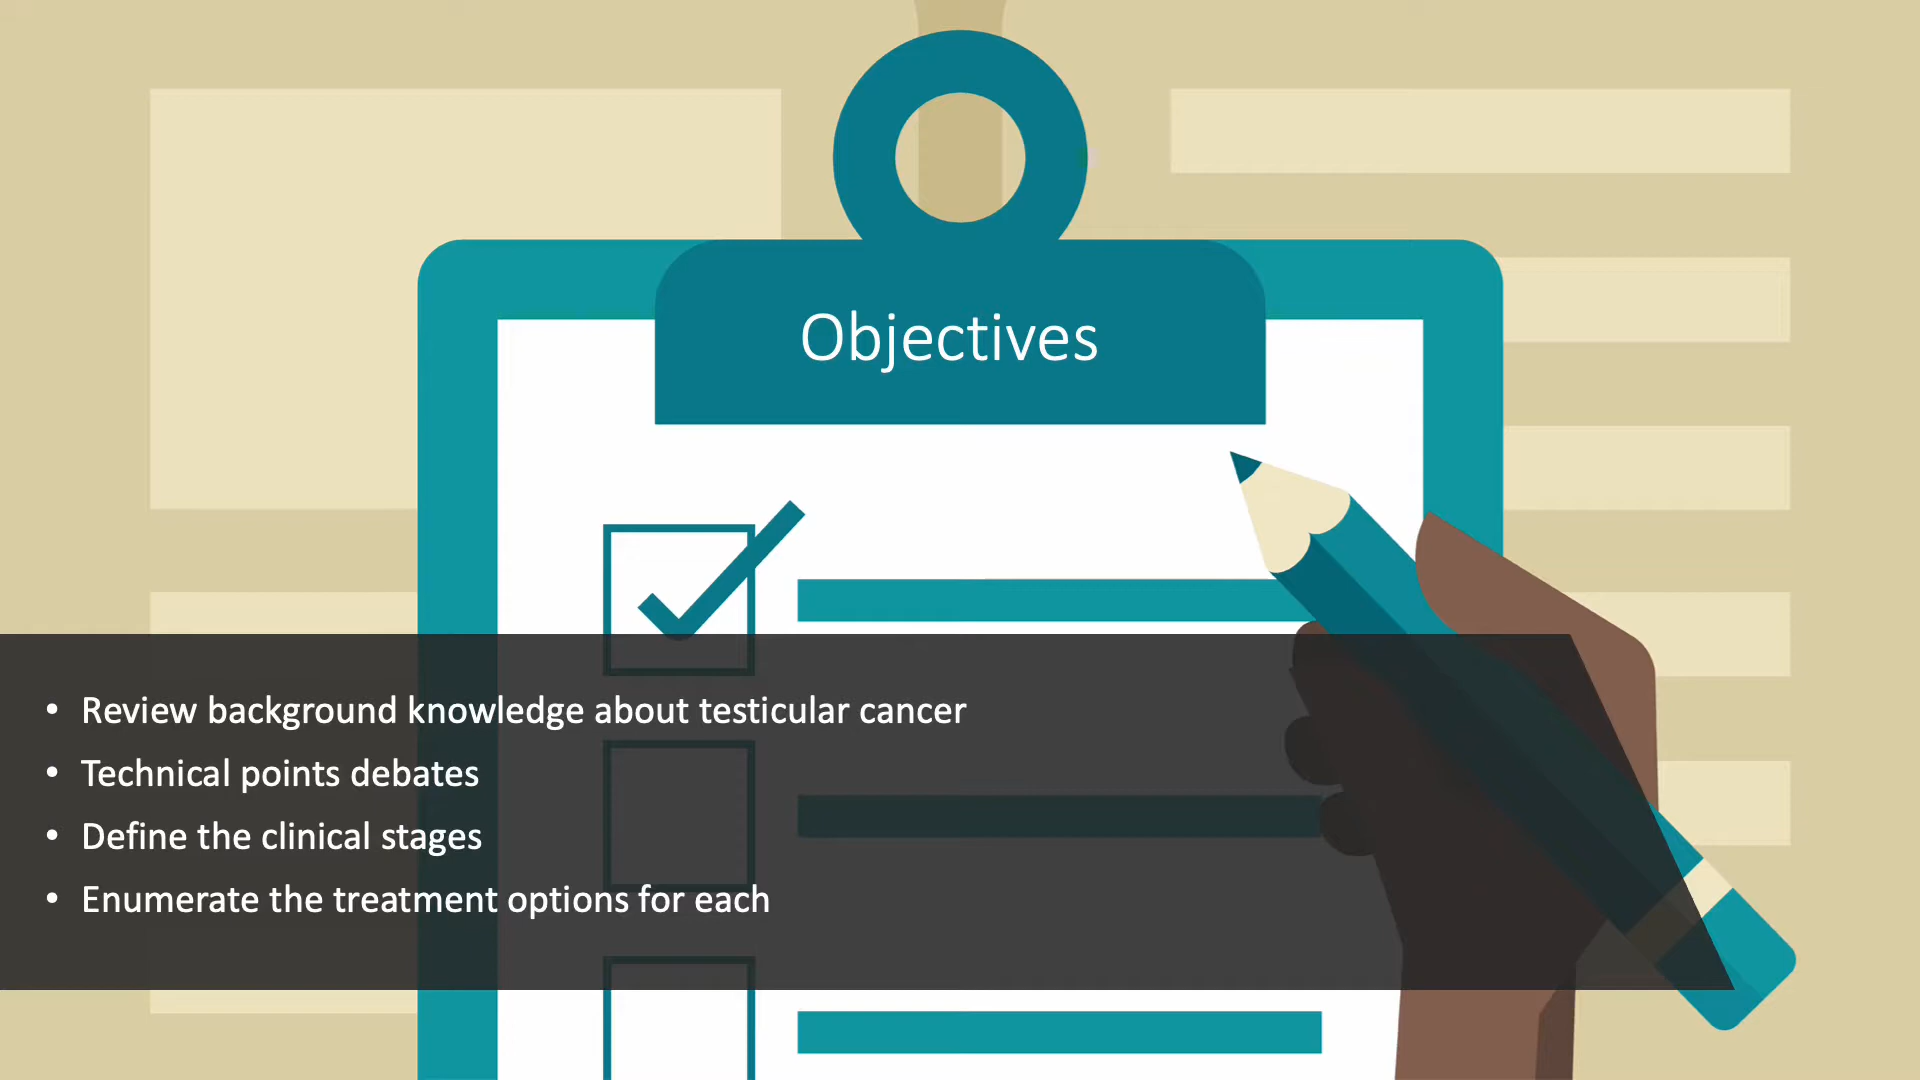 Objectives
• Review background knowledge about testicular cancer
• Technical points debates
• Define the clinical stages
• Enumerate the treatment options for each